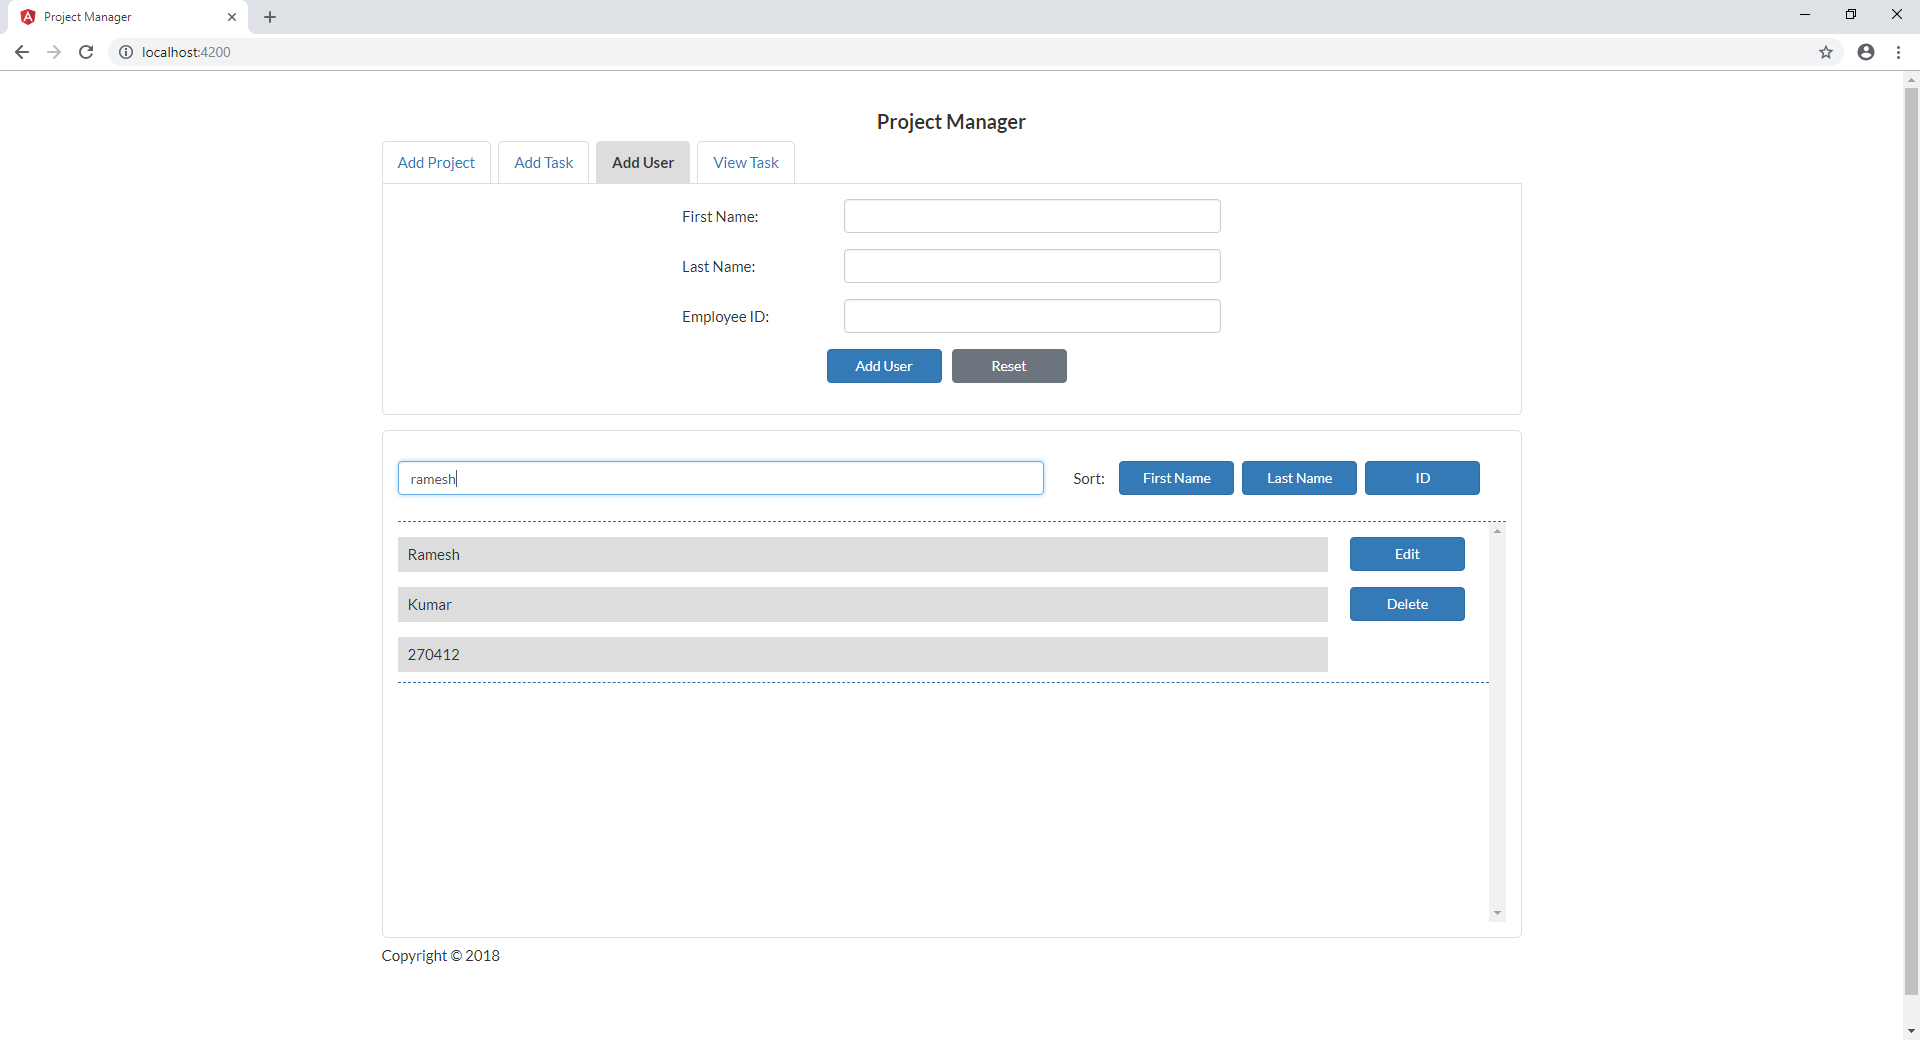 Project Manager
localhost:4200
Project Manager
Add Project Add Task Add User View Task
First Name:
Last Name:
Employee ID:
Add User Reset
ramesh Sort: First Name Last Name ID
Ramesh Edit
Kumar Delete
270412
Copyright © 2018